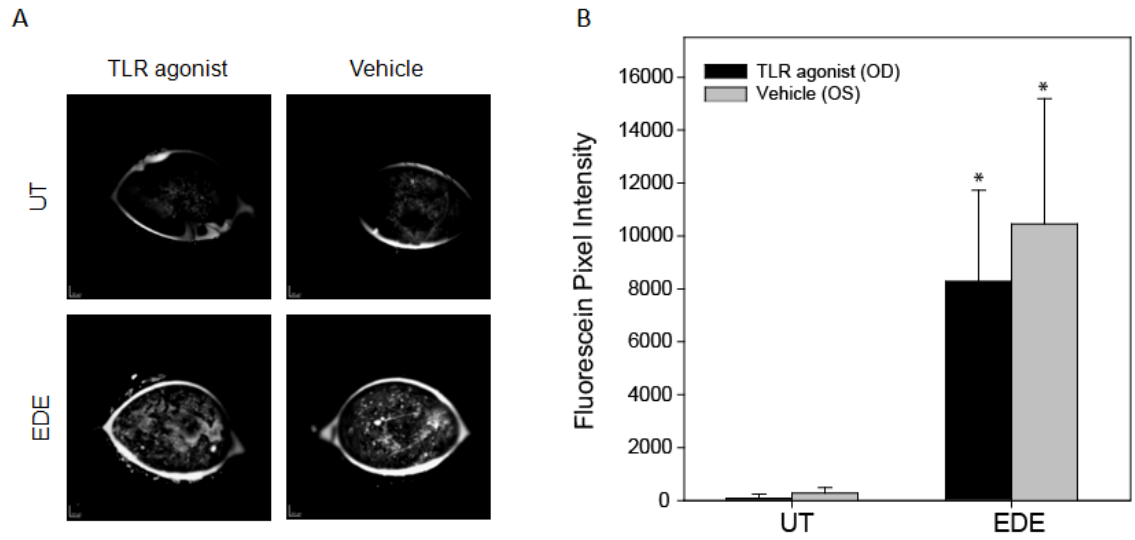 A
TLR agonist Vehicle
UT
EDE
B
TLR agonist (OD)
Vehicle (OS)
Fluorescein Pixel Intensity
16000
14000
12000
10000
8000
6000
4000
2000
0
*
*
UT EDE